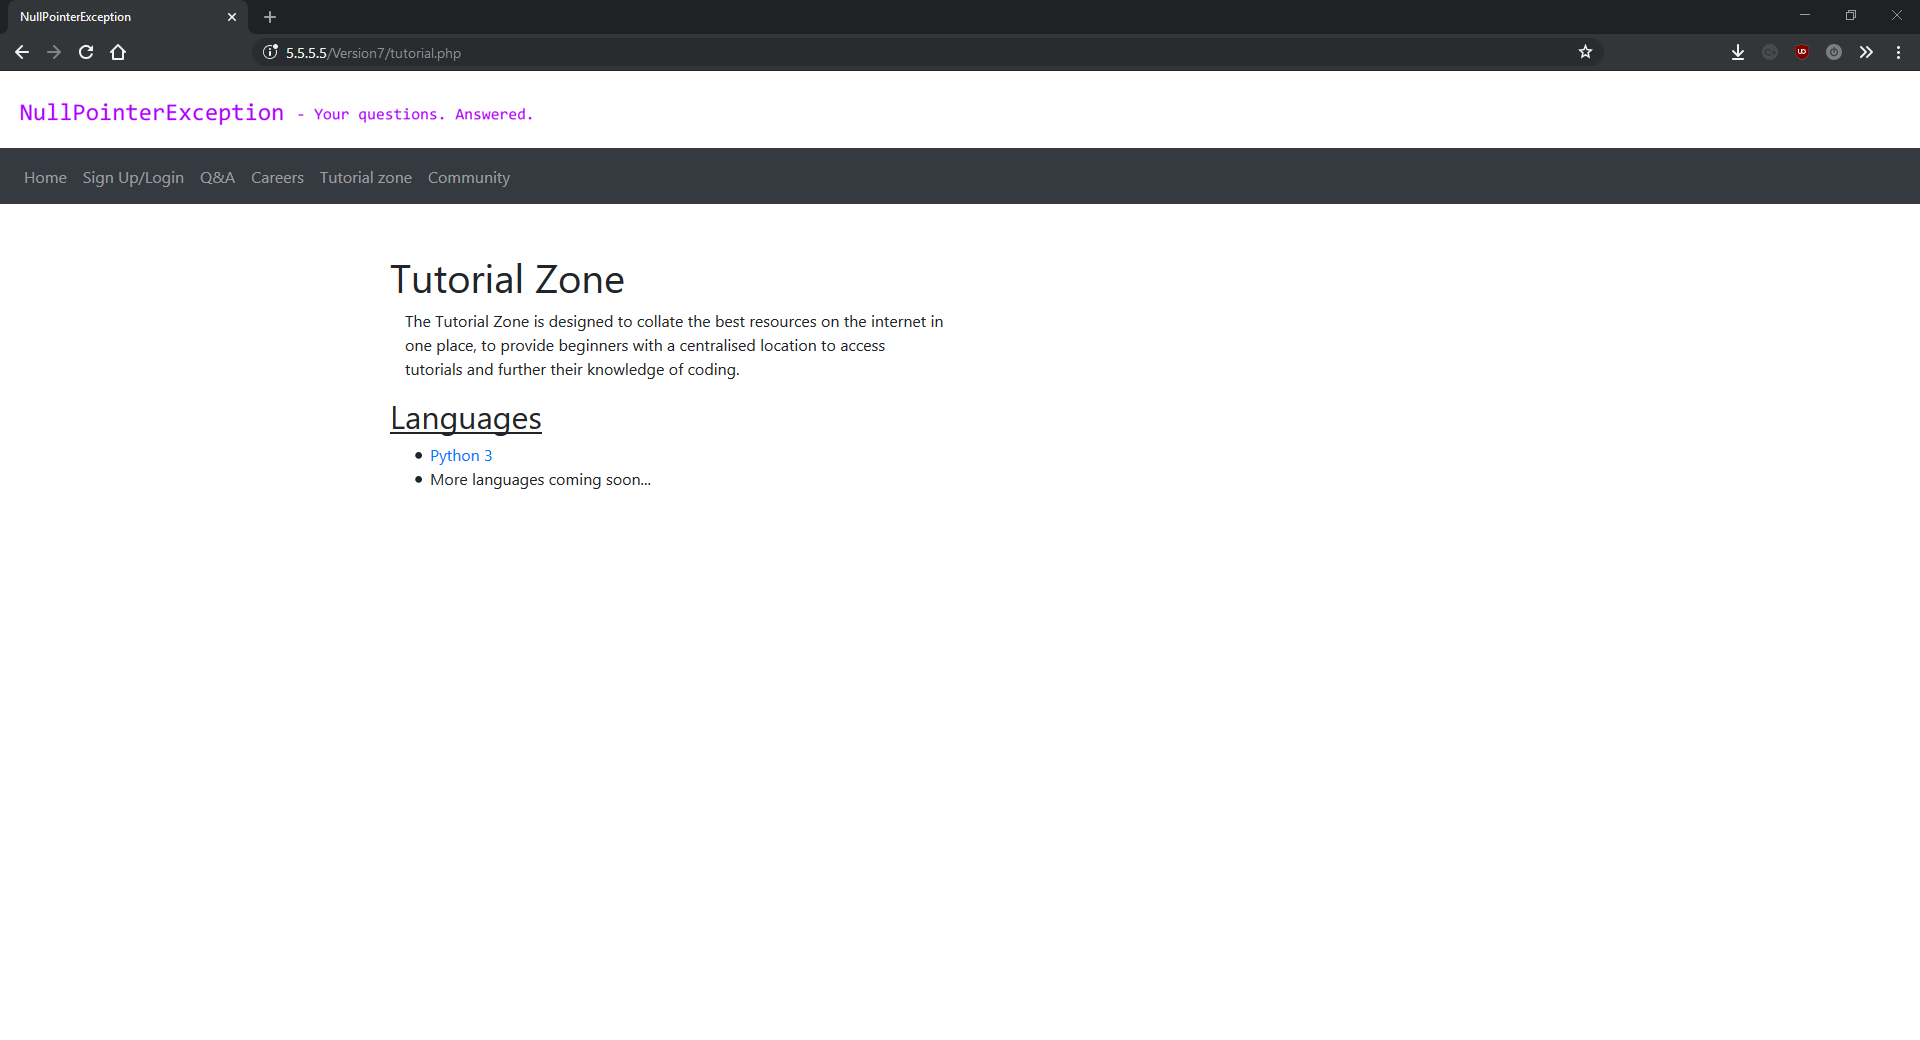 NullPointerException
5.5.5.5/Version7/tutorial.php
NullPointerException - Your questions. Answered.
Home Sign Up/Login Q&A Careers Tutorial zone Community
Tutorial Zone
The Tutorial Zone is designed to collate the best resources on the internet in
one place, to provide beginners with a centralised location to access
tutorials and further their knowledge of coding.
Languages
Python 3
More languages coming soon...